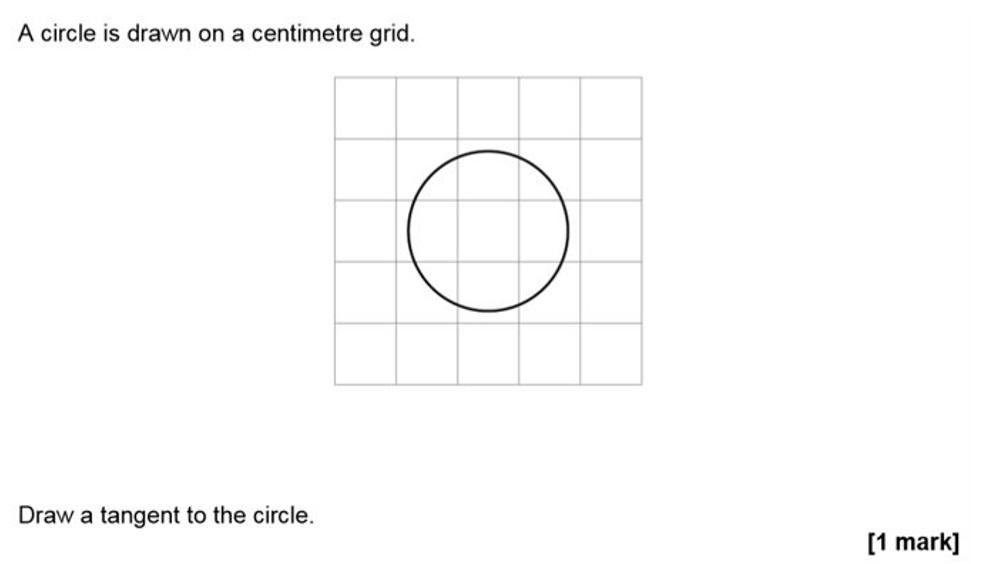 A circle is drawn on a centimetre grid.
Draw a tangent to the circle.
[1 mark]